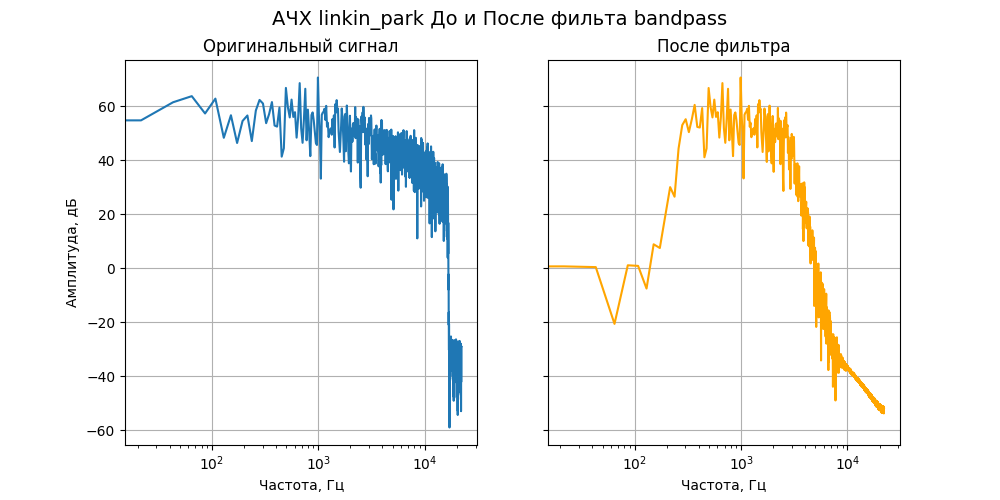 АЧХ linkin_park До и После фильта bandpass
Оригинальный сигнал
После фильтра
Амплитуда, дБ
60
40
20
0
−20
−40
−60
10²
10³
10⁴
10²
10³
10⁴
Частота, Гц
Частота, Гц